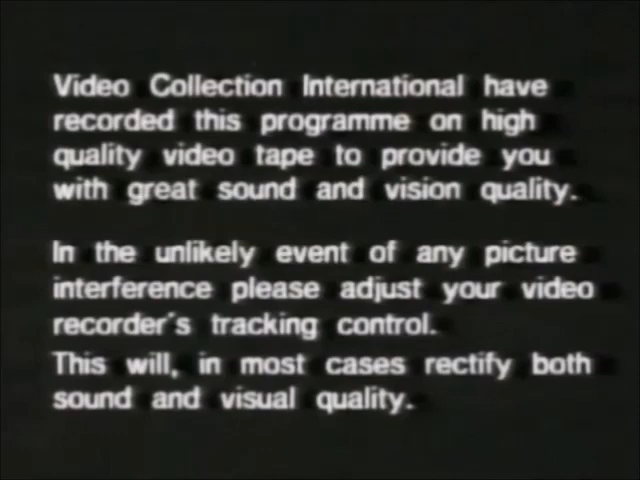 Video Collection International have
recorded this programme on high
quality video tape to provide you
with great sound and vision quality.
In the unlikely event of any picture
interference please adjust your video
recorder's tracking control.
This will, in most cases rectify both
sound and visual quality.